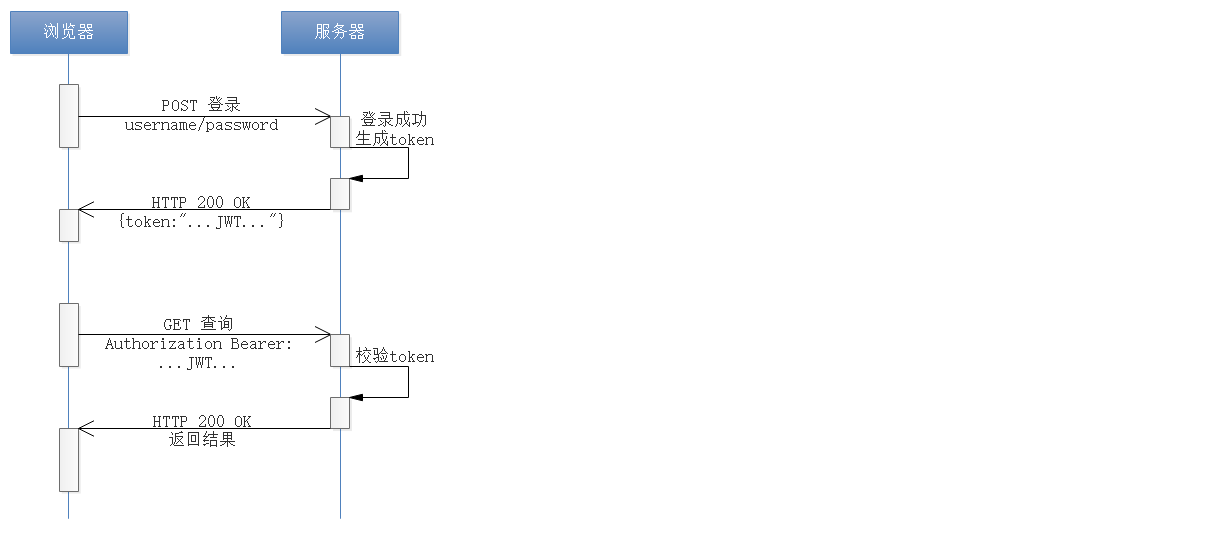 浏览器
服务器
POST 登录
username/password
登录成功
生成token
HTTP 200 OK
{token:"...JWT..."}
GET 查询
Authorization Bearer:
...JWT...
校验token
HTTP 200 OK
返回结果